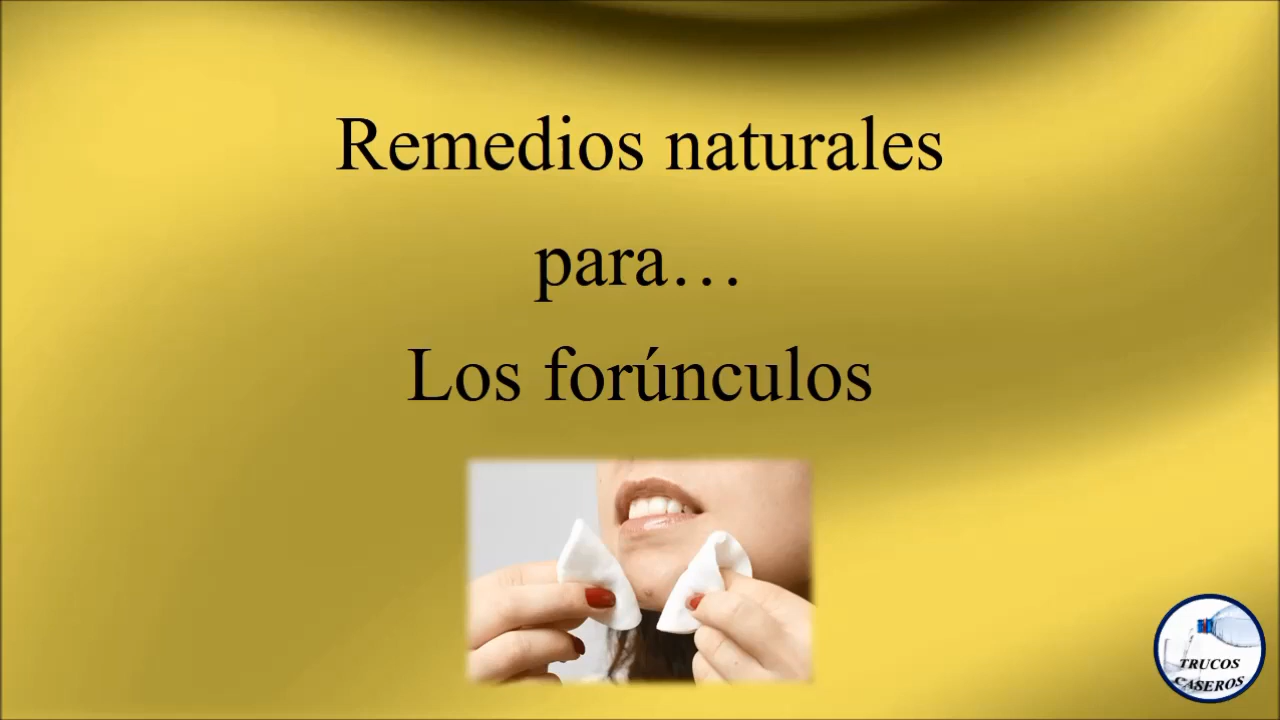 Remedios naturales
para…
Los forúnculos
TRUCOS
CASEROS